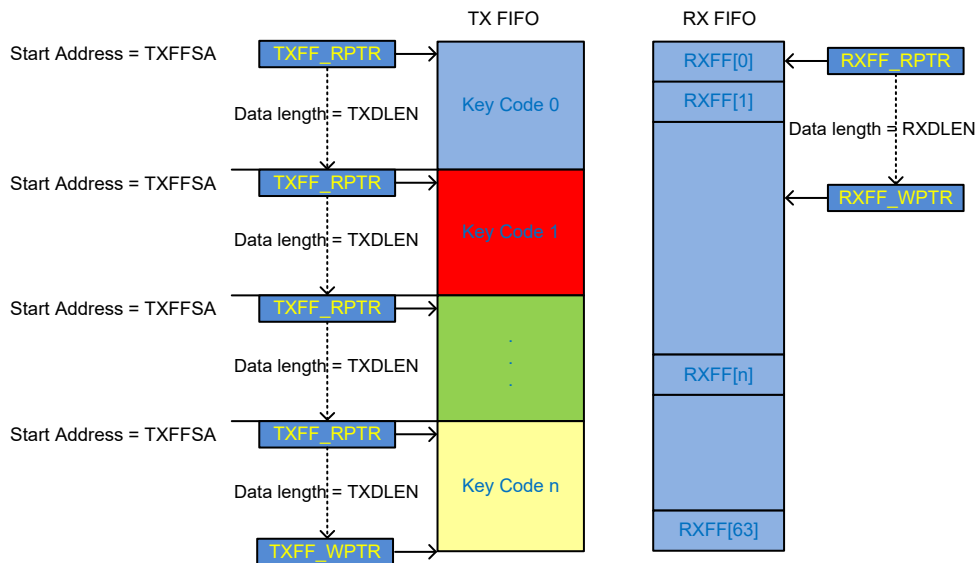 TX FIFO
RX FIFO
Start Address = TXFFSA
TXFF_RPTR
Key Code 0
RXFF[0]
RXFF_RPTR
Data length = TXDLEN
RXFF[1]
Data length = RXDLEN
Start Address = TXFFSA
TXFF_RPTR
RXFF_WPTR
Data length = TXDLEN
Key Code 1
Start Address = TXFFSA
TXFF_RPTR
.
.
.
Data length = TXDLEN
RXFF[n]
Start Address = TXFFSA
TXFF_RPTR
Data length = TXDLEN
Key Code n
RXFF[63]
TXFF_WPTR